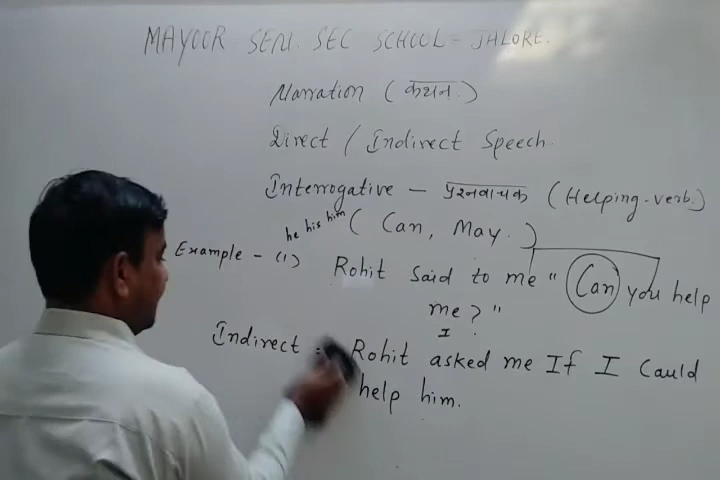 MAYOOR SENI. SEC SCHOOL - JALORE.
Narration (कथन.)
Direct / Indirect Speech.
Interrogative - प्रश्नवाचक (Helping-verb.)
he his him ( Can, May. )
Example - (1) Rohit said to me " Can you help
me? "
I
Indirect = Rohit asked me If I Could
help him.